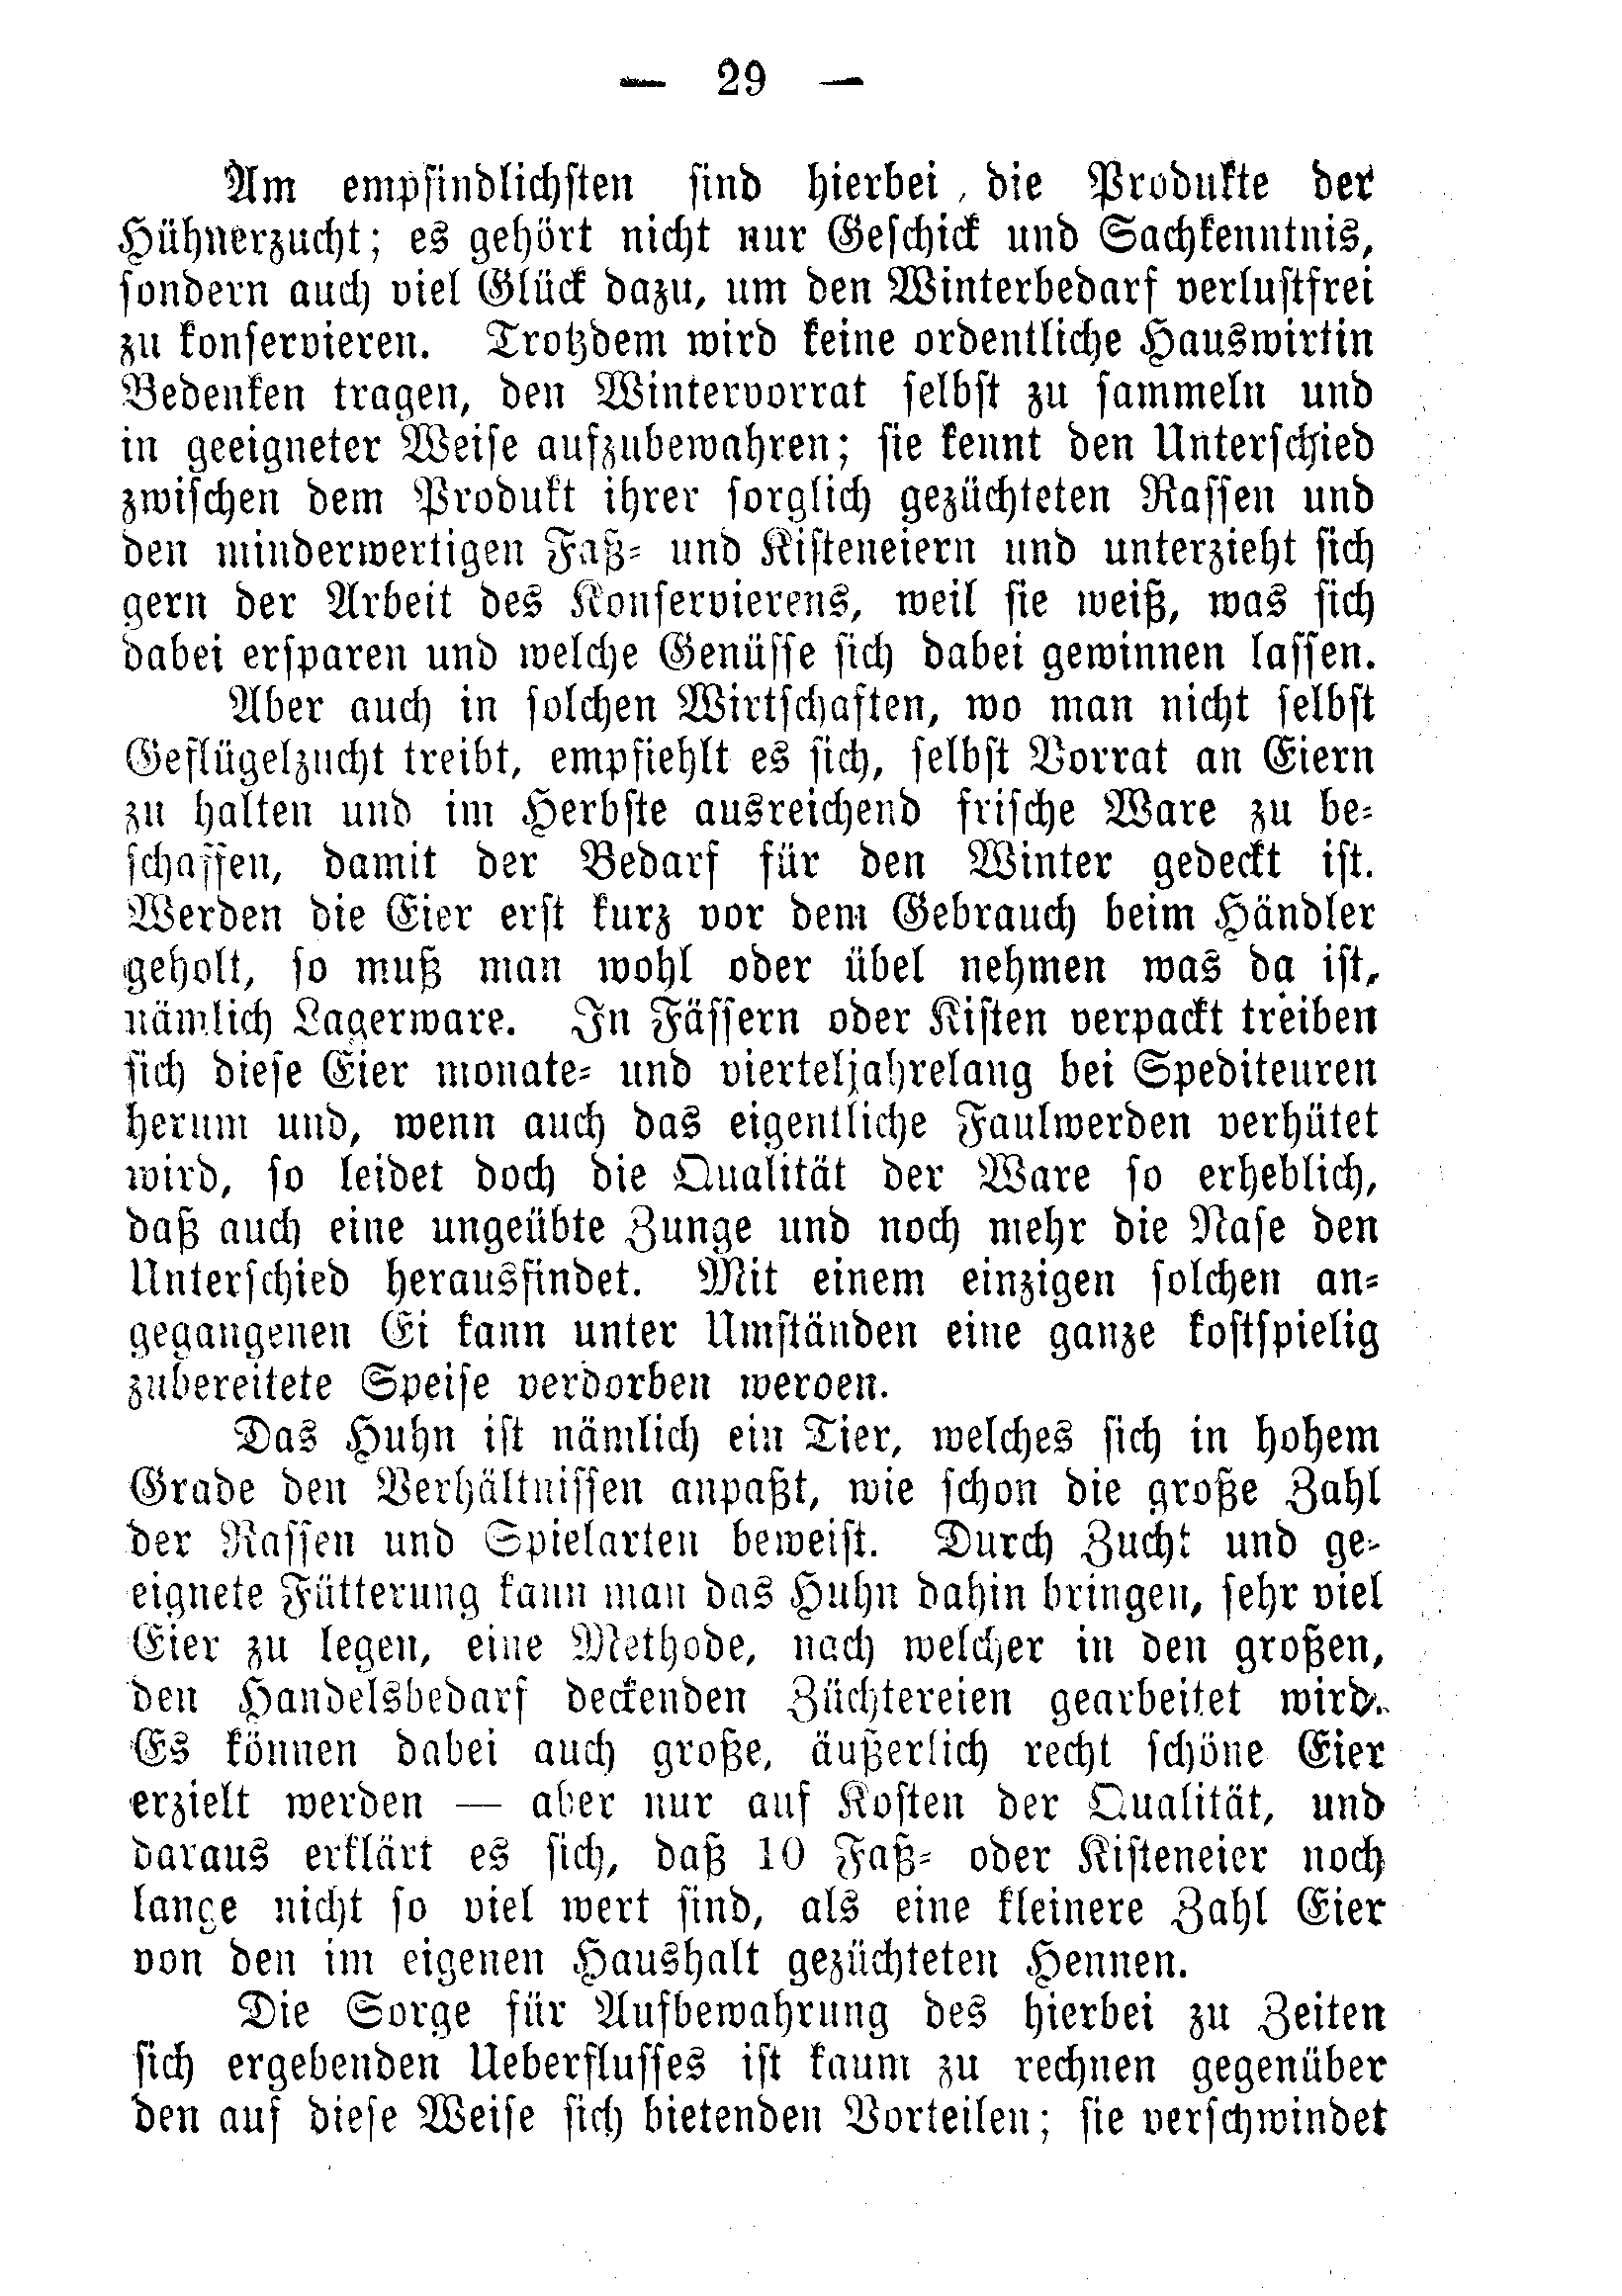 — 29 —
Am empfindlichsten sind hierbei die Produkte der
Hühnerzucht; es gehört nicht nur Geschick und Sachkenntnis,
sondern auch viel Glück dazu, um den Winterbedarf verlustfrei
zu konservieren. Trotzdem wird keine ordentliche Hauswirtin
Bedenken tragen, den Wintervorrat selbst zu sammeln und
in geeigneter Weise aufzubewahren; sie kennt den Unterschied
zwischen dem Produkt ihrer sorglich gezüchteten Rassen und
den minderwertigen Faß- und Kisteneiern und unterzieht sich
gern der Arbeit des Konservierens, weil sie weiß, was sich
dabei ersparen und welche Genüsse sich dabei gewinnen lassen.
Aber auch in solchen Wirtschaften, wo man nicht selbst
Geflügelzucht treibt, empfiehlt es sich, selbst Vorrat an Eiern
zu halten und im Herbste ausreichend frische Ware zu be-
schaffen, damit der Bedarf für den Winter gedeckt ist.
Werden die Eier erst kurz vor dem Gebrauch beim Händler
geholt, so muß man wohl oder übel nehmen was da ist,
nämlich Lagerware. In Fässern oder Kisten verpackt treiben
sich diese Eier monate- und vierteljahrelang bei Spediteuren
herum und, wenn auch das eigentliche Faulwerden verhütet
wird, so leidet doch die Qualität der Ware so erheblich,
daß auch eine ungeübte Zunge und noch mehr die Nase den
Unterschied herausfindet. Mit einem einzigen solchen an-
gegangenen Ei kann unter Umständen eine ganze kostspielig
zubereitete Speise verdorben werden.
Das Huhn ist nämlich ein Tier, welches sich in hohem
Grade den Verhältnissen anpaßt, wie schon die große Zahl
der Rassen und Spielarten beweist. Durch Zucht und ge-
eignete Fütterung kann man das Huhn dahin bringen, sehr viel
Eier zu legen, eine Methode, nach welcher in den großen,
den Handelsbedarf deckenden Züchtereien gearbeitet wird.
Es können dabei auch große, äußerlich recht schöne Eier
erzielt werden — aber nur auf Kosten der Qualität, und
daraus erklärt es sich, daß 10 Faß- oder Kisteneier noch
lange nicht so viel wert sind, als eine kleinere Zahl Eier
von den im eigenen Haushalt gezüchteten Hennen.
Die Sorge für Aufbewahrung des hierbei zu Zeiten
sich ergebenden Ueberflusses ist kaum zu rechnen gegenüber
den auf diese Weise sich bietenden Vorteilen; sie verschwindet